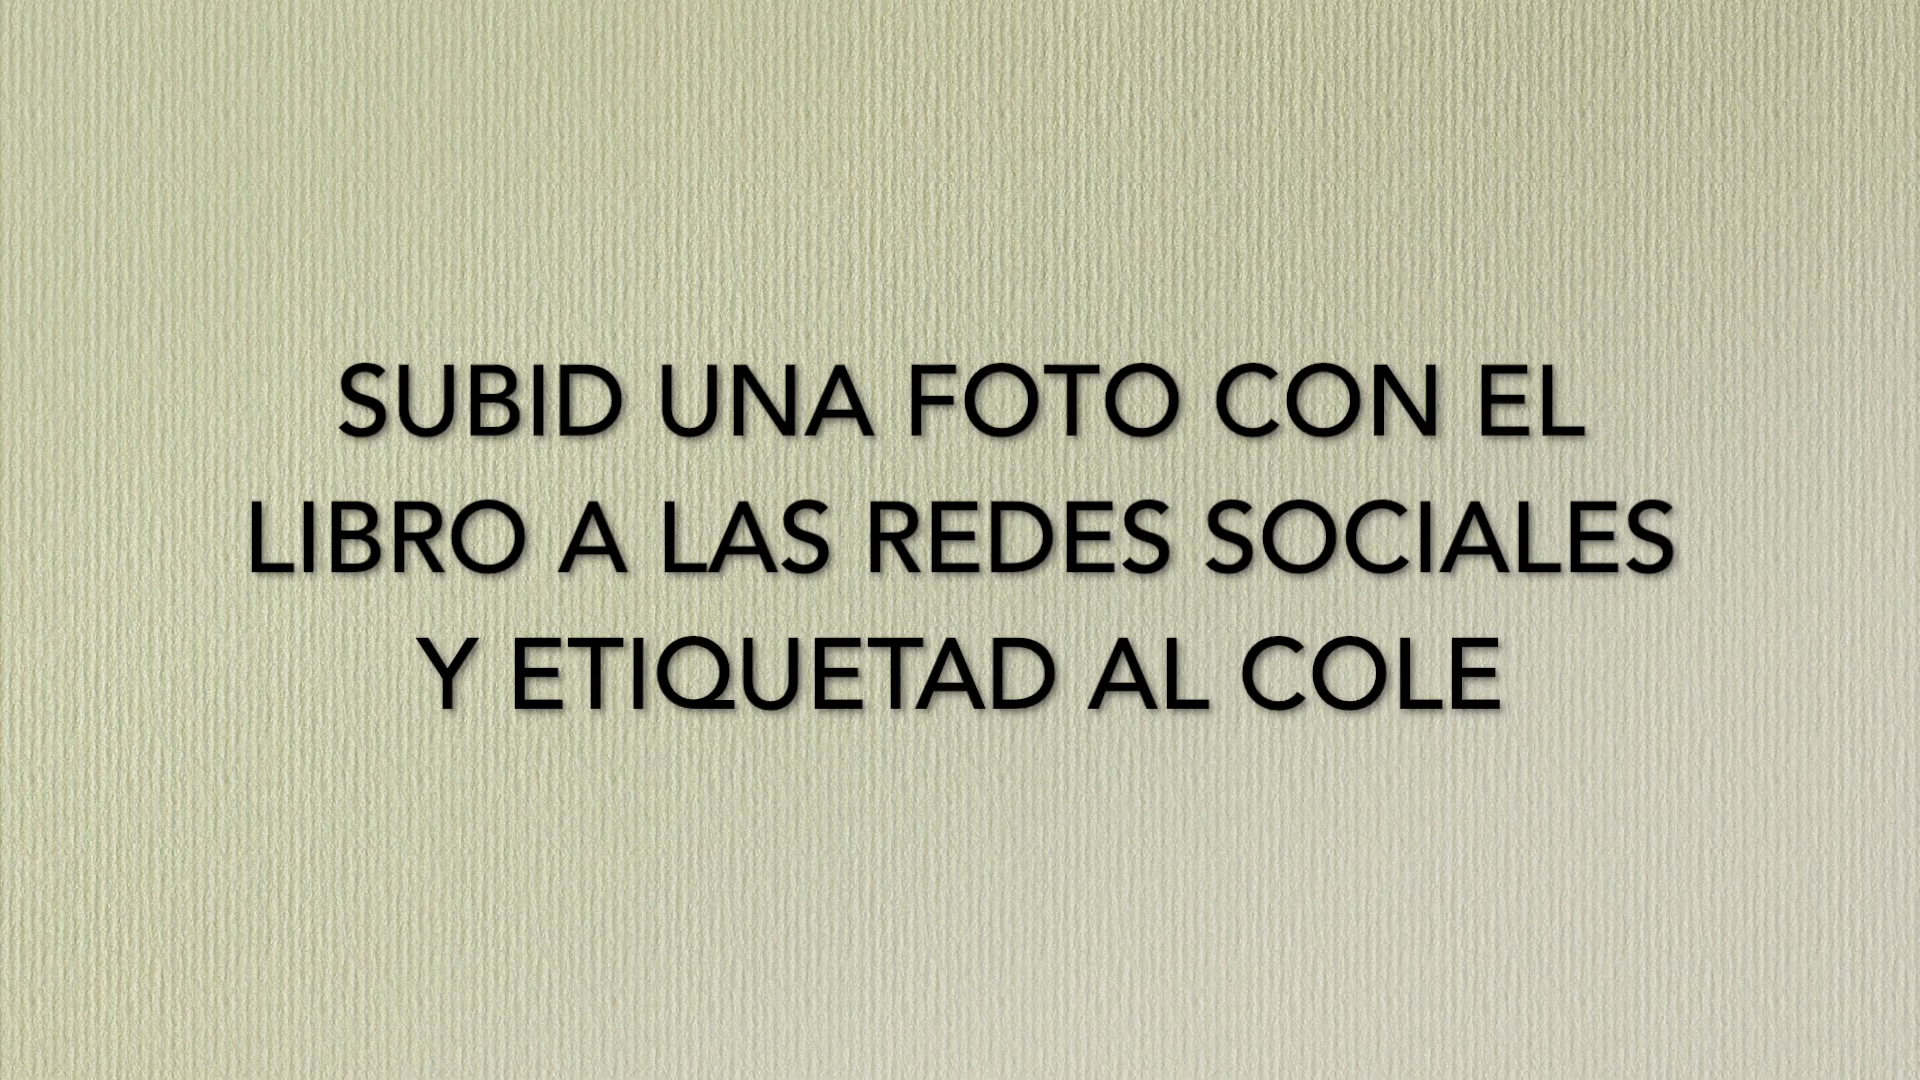 SUBID UNA FOTO CON EL
LIBRO A LAS REDES SOCIALES
Y ETIQUETAD AL COLE